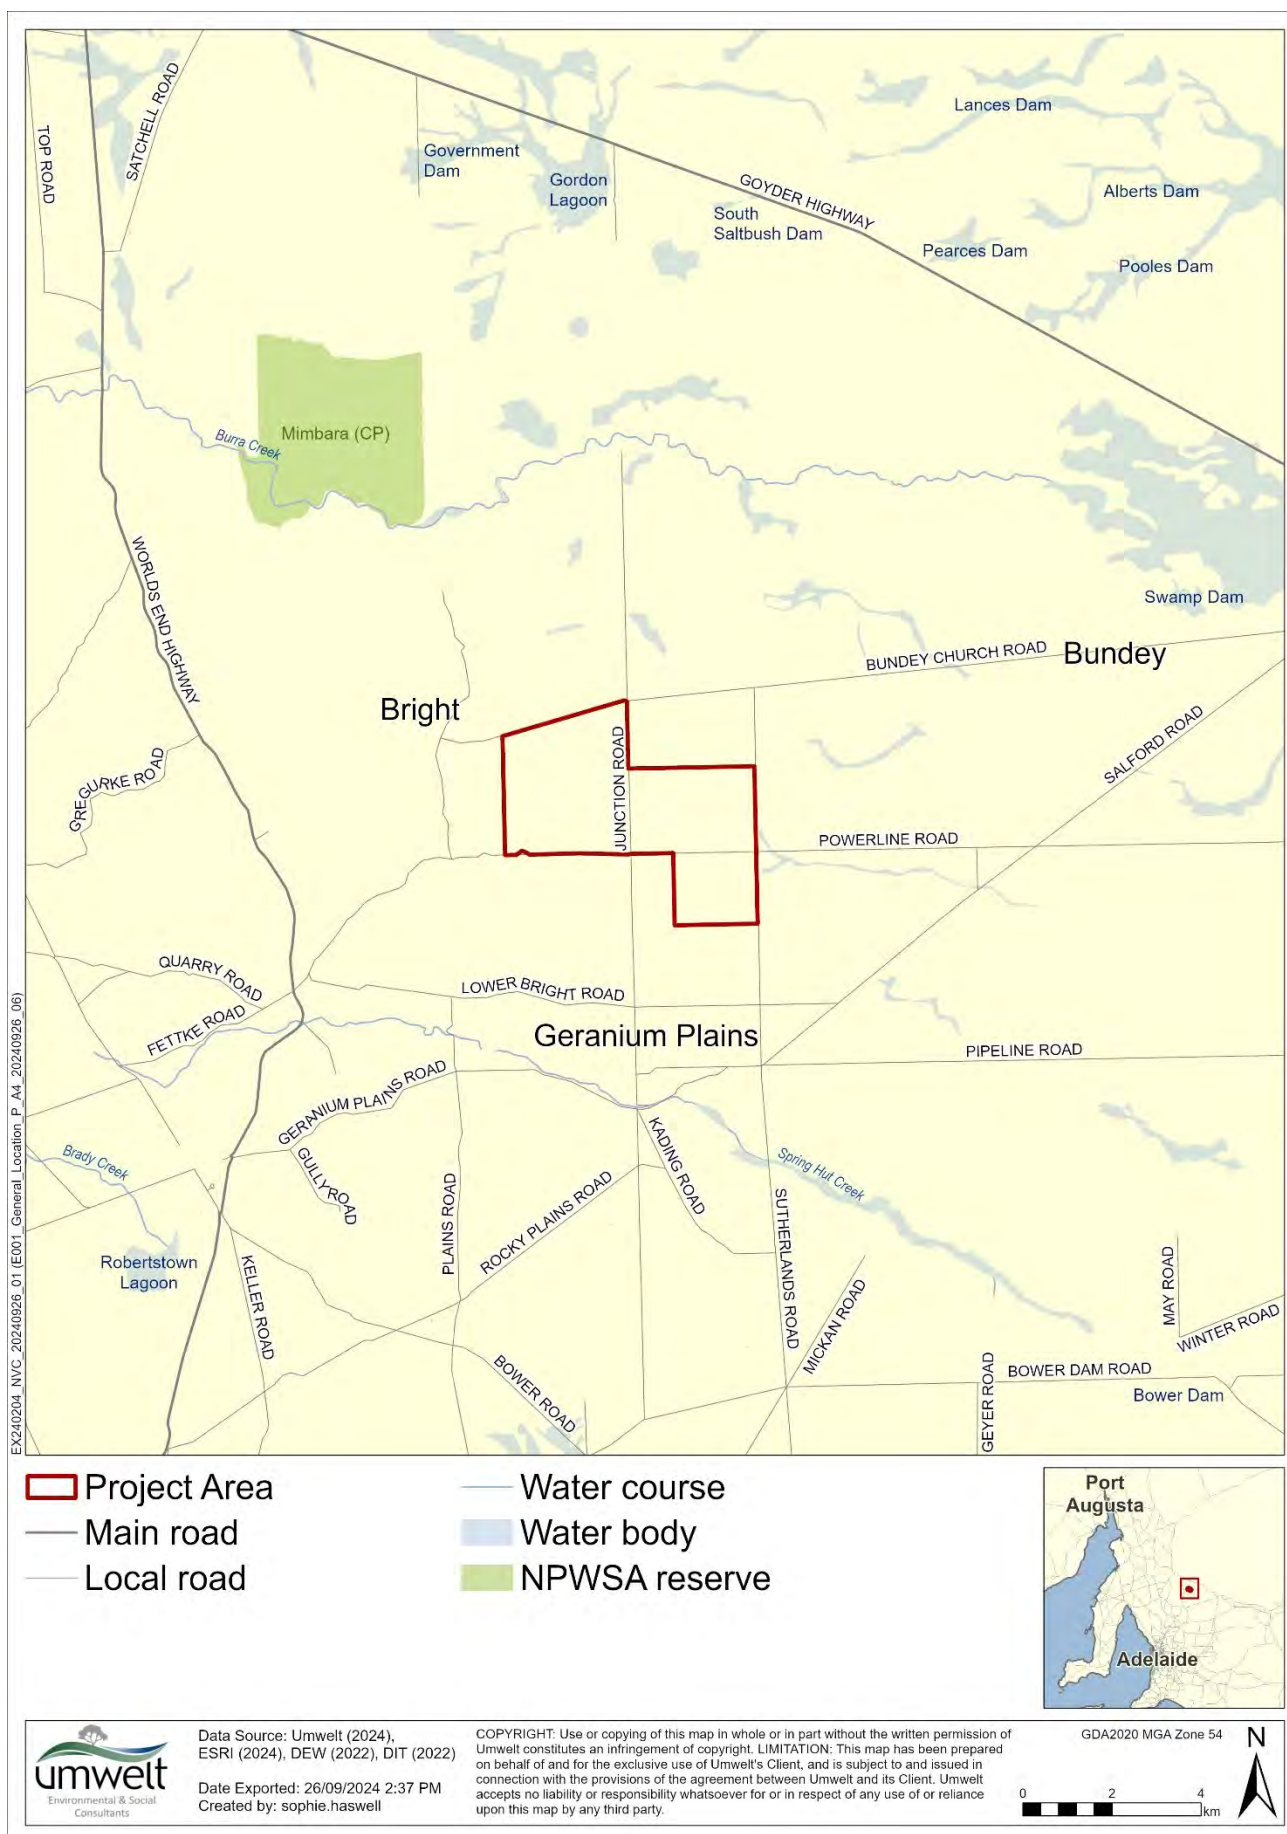 TOP ROAD
SATCHELL ROAD
Government
Dam
Gordon
Lagoon
GOYDER HIGHWAY
South
Saltbush Dam
Lances Dam
Alberts Dam
Pearces Dam
Pooles Dam
Mimbara (CP)
Burra Creek
WORLDS END HIGHWAY
Swamp Dam
BUNDEY CHURCH ROAD
Bundey
Bright
JUNCTION ROAD
SALFORD ROAD
GREGURKE ROAD
POWERLINE ROAD
QUARRY ROAD
LOWER BRIGHT ROAD
FETTKE ROAD
Geranium Plains
PIPELINE ROAD
GERANIUM PLAINS ROAD
Brady Creek
GULLY ROAD
KADING ROAD
Spring Hut Creek
PLAINS ROAD
ROCKY PLAINS ROAD
SUTHERLANDS ROAD
Robertstown
Lagoon
KELLER ROAD
MICKAN ROAD
MAY ROAD
WINTER ROAD
BOWER ROAD
GEYER ROAD
BOWER DAM ROAD
Bower Dam
EX240204_NVC_20240926_01 (E001_General_Location_P_A4_20240926_06)
Project Area
Main road
Local road
Water course
Water body
NPWSA reserve
Port
Augusta
Adelaide
umwelt
Environmental & Social
Consultants
Data Source: Umwelt (2024),
ESRI (2024), DEW (2022), DIT (2022)
Date Exported: 26/09/2024 2:37 PM
Created by: sophie.haswell
COPYRIGHT: Use or copying of this map in whole or in part without the written permission of
Umwelt constitutes an infringement of copyright. LIMITATION: This map has been prepared
on behalf of and for the exclusive use of Umwelt's Client, and is subject to and issued in
connection with the provisions of the agreement between Umwelt and its Client. Umwelt
accepts no liability or responsibility whatsoever for or in respect of any use of or reliance
upon this map by any third party.
GDA2020 MGA Zone 54
N
0 2 4
km